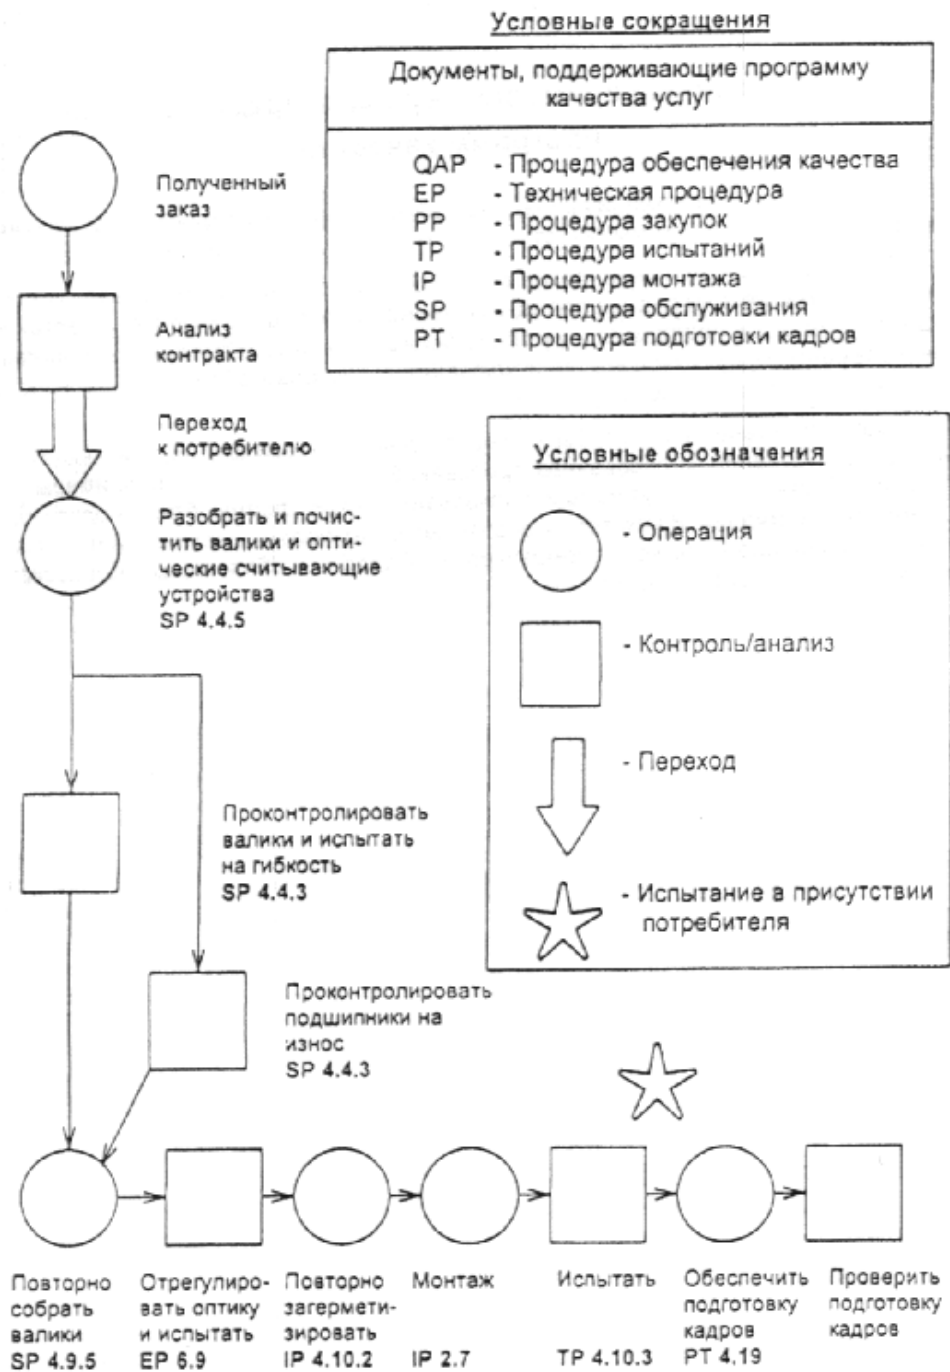 Условные сокращения
Документы, поддерживающие программу
качества услуг
QAP - Процедура обеспечения качества
EP - Техническая процедура
PP - Процедура закупок
TP - Процедура испытаний
IP - Процедура монтажа
SP - Процедура обслуживания
PT - Процедура подготовки кадров
Полученный
заказ
Анализ
контракта
Переход
к потребителю
Разобрать и почис-
тить валики и опти-
ческие считывающие
устройства
SP 4.4.5
Условные обозначения
- Операция
- Контроль/анализ
- Переход
- Испытание в присутствии
потребителя
Проконтролировать
валики и испытать
на гибкость
SP 4.4.3
Проконтролировать
подшипники на
износ
SP 4.4.3
Повторно
собрать
валики
SP 4.9.5
Отрегулиро-
вать оптику
и испытать
EP 6.9
Повторно
загермети-
зировать
IP 4.10.2
Монтаж
IP 2.7
Испытать
TP 4.10.3
Обеспечить
подготовку
кадров
PT 4.19
Проверить
подготовку
кадров